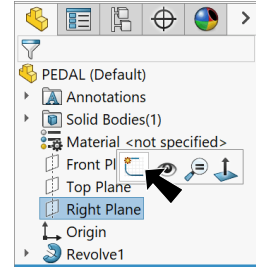 PEDAL (Default)
Annotations
Solid Bodies(1)
Material <not specified>
Front Pl
Top Plane
Right Plane
Origin
Revolve1